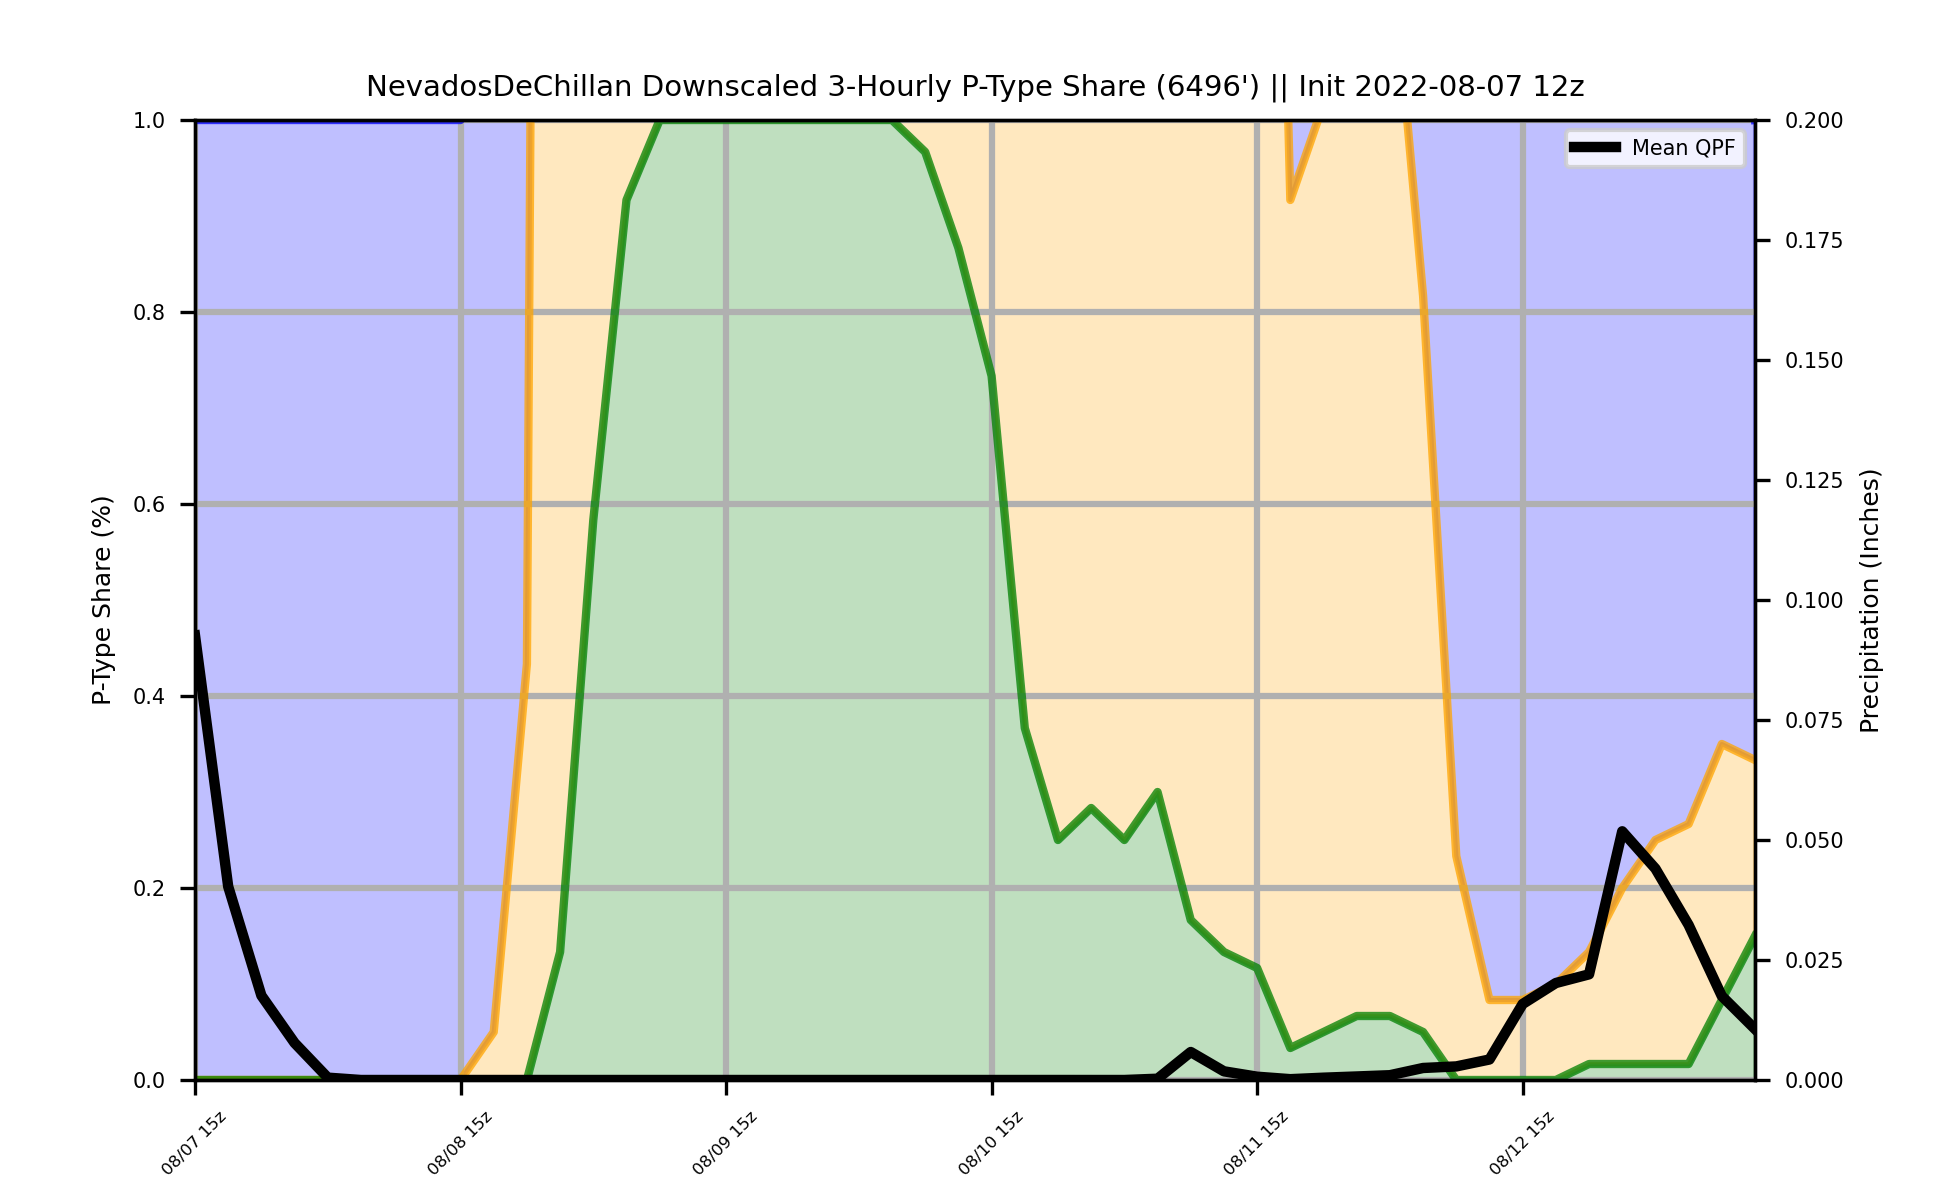 NevadosDeChillan Downscaled 3-Hourly P-Type Share (6496') || Init 2022-08-07 12z
Mean QPF
P-Type Share (%)
1.0
0.8
0.6
0.4
0.2
0.0
0.200
0.175
0.150
0.125
0.100
0.075
0.050
0.025
0.000
Precipitation (Inches)
08/07 15z
08/08 15z
08/09 15z
08/10 15z
08/11 15z
08/12 15z